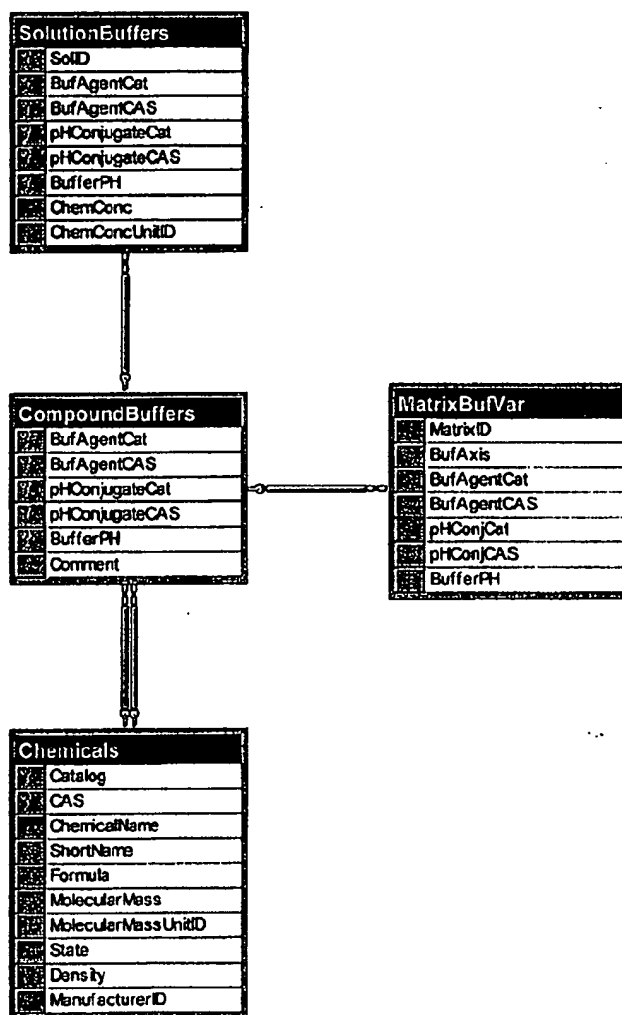 SolutionBuffers
SolID
BufAgentCat
BufAgentCAS
pHConjugateCat
pHConjugateCAS
BufferPH
ChemConc
ChemConcUnitID
CompoundBuffers
BufAgentCat
BufAgentCAS
pHConjugateCat
pHConjugateCAS
BufferPH
Comment
MatrixBufVar
MatrixID
BufAxis
BufAgentCat
BufAgentCAS
pHConjCat
pHConjCAS
BufferPH
Chemicals
Catalog
CAS
ChemicalName
ShortName
Formula
MolecularMass
MolecularMassUnitID
State
Density
ManufacturerID